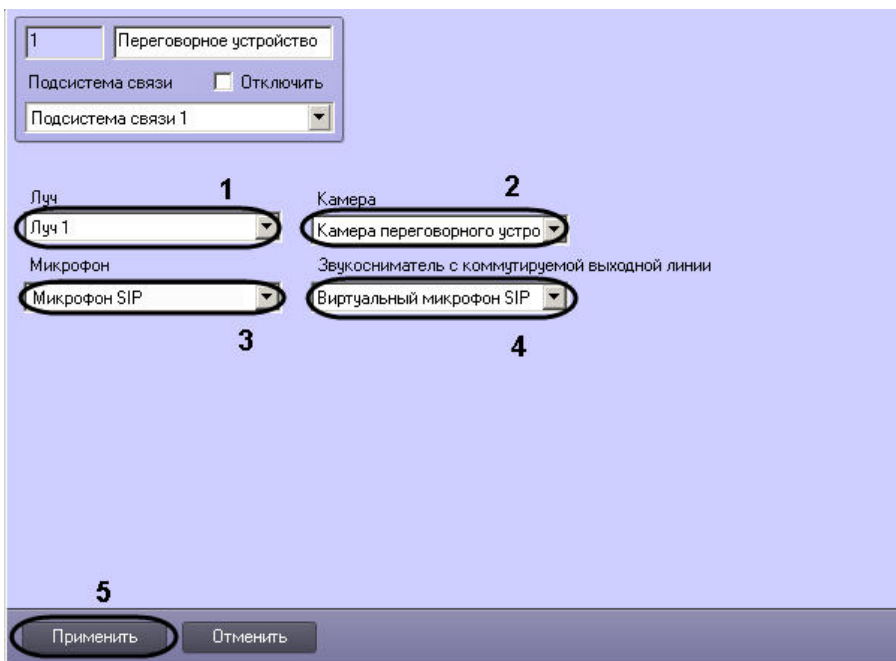 1 Переговорное устройство
Подсистема связи Отключить
Подсистема связи 1
1 2
Луч Камера
Луч 1 Камера переговорного устро
Микрофон Звукосниматель с коммутируемой выходной линии
Микрофон SIP Виртуальный микрофон SIP
3 4
5
Применить Отменить